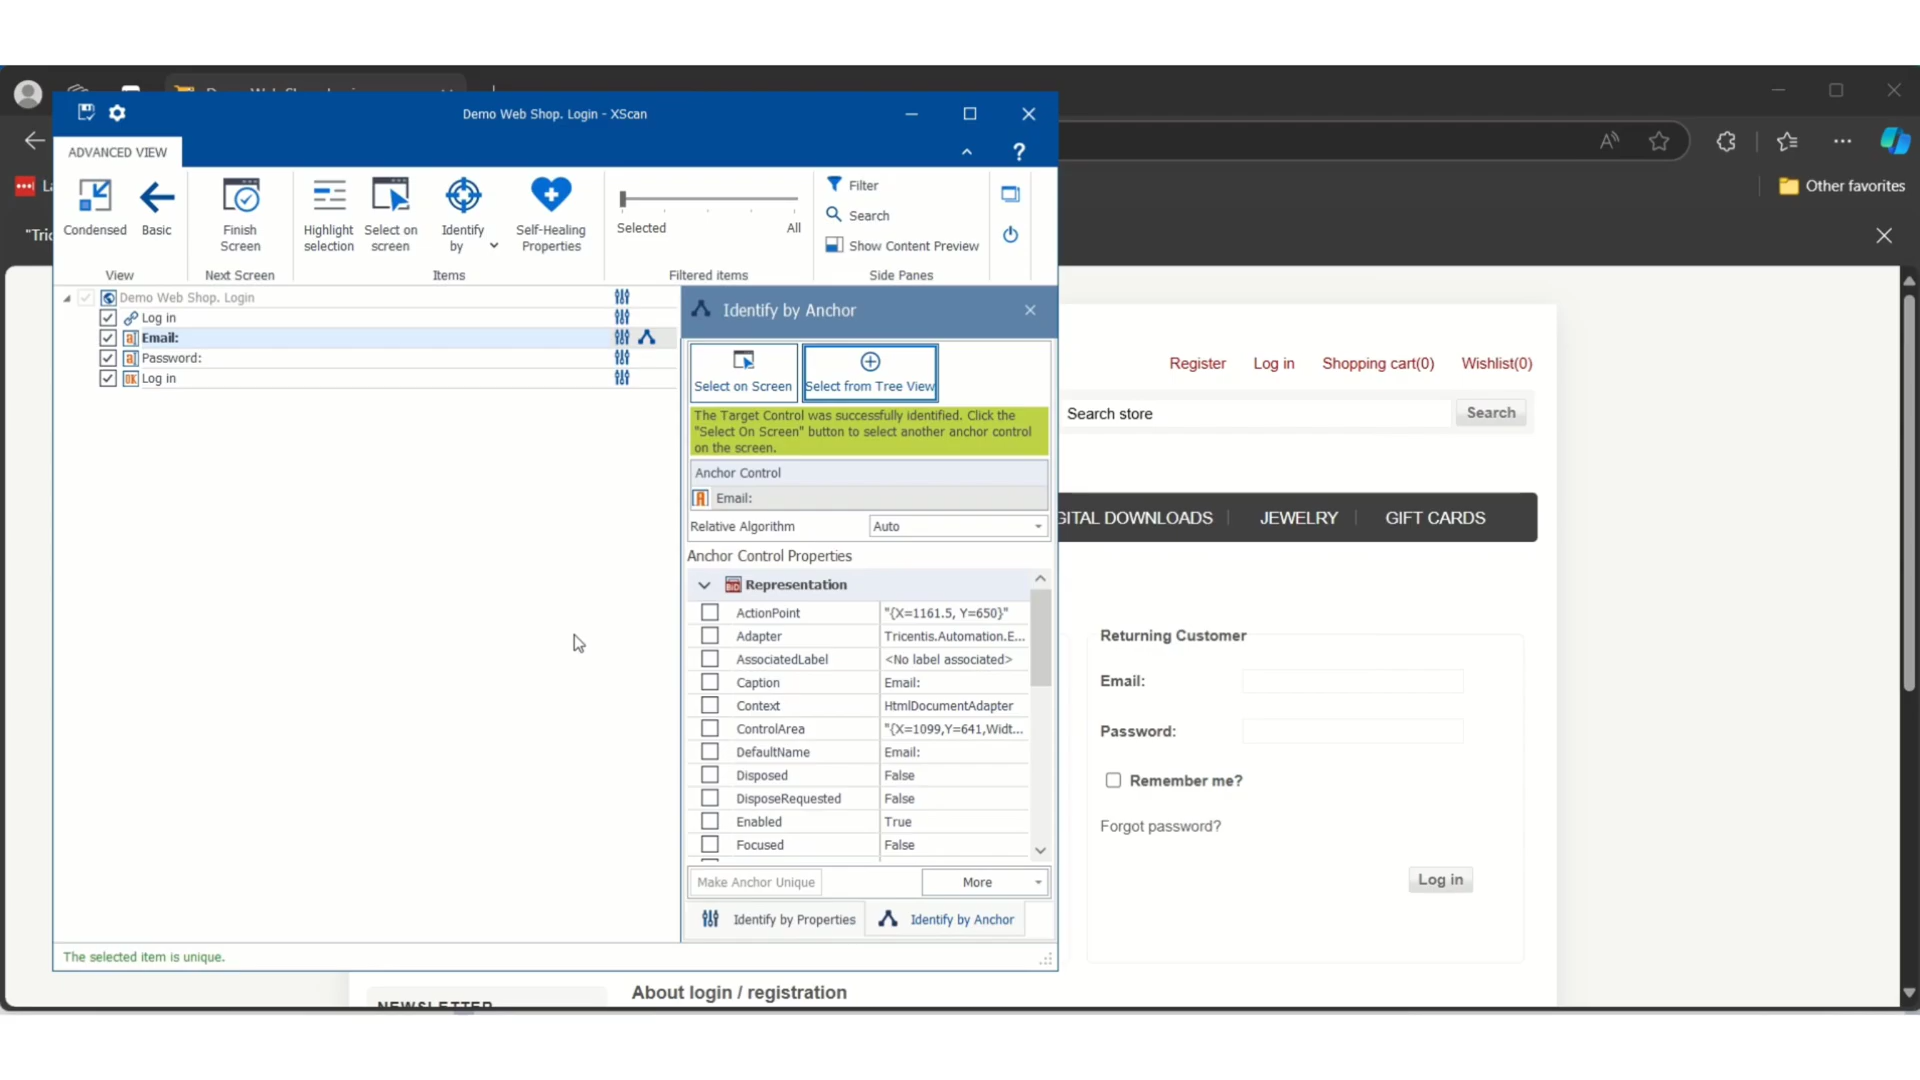 Demo Web Shop. Login - XScan
ADVANCED VIEW
?
Condensed
Basic
View
Finish
Screen
Next Screen
Highlight
selection
Select on
screen
Identify
by
Self-Healing
Properties
Items
Selected
All
Filtered items
Filter
Search
Show Content Preview
Side Panes
Other favorites
"Tric
Demo Web Shop. Login
Log in
Email:
Password:
Log in
Identify by Anchor
Select on Screen
Select from Tree View
The Target Control was successfully identified. Click the
"Select On Screen" button to select another anchor control
on the screen.
Anchor Control
Email:
Relative Algorithm
Auto
Anchor Control Properties
Representation
ActionPoint "{X=1161.5, Y=650}"
Adapter Tricentis.Automation.E...
AssociatedLabel <No label associated>
Caption Email:
Context HtmlDocumentAdapter
ControlArea "{X=1099,Y=641,Widt...
DefaultName Email:
Disposed False
DisposeRequested False
Enabled True
Focused False
Make Anchor Unique
More
Identify by Properties
Identify by Anchor
The selected item is unique.
Register
Log in
Shopping cart(0)
Wishlist(0)
Search store
Search
GITAL DOWNLOADS
JEWELRY
GIFT CARDS
Returning Customer
Email:
Password:
Remember me?
Forgot password?
Log in
NEWSLETTER
About login / registration